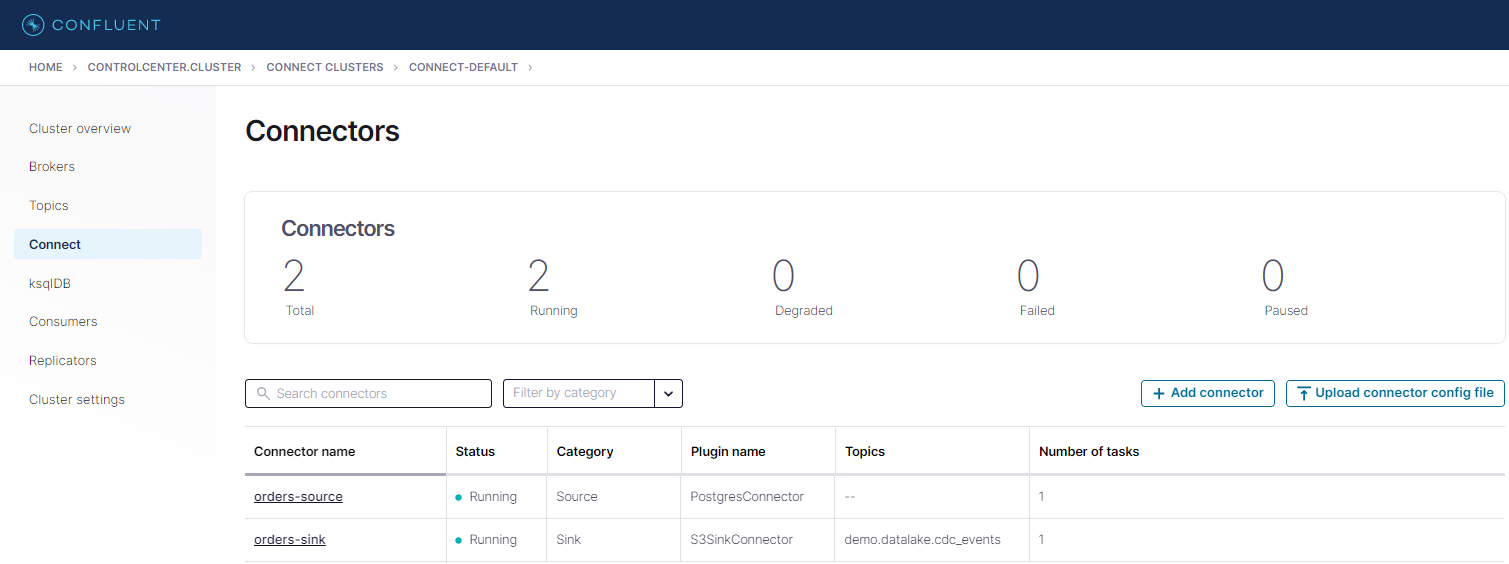 CONFLUENT
HOME > CONTROLCENTER.CLUSTER > CONNECT CLUSTERS > CONNECT-DEFAULT >
Cluster overview
Brokers
Topics
Connect
ksqlDB
Consumers
Replicators
Cluster settings
Connectors
Connectors
2 2 0 0 0
Total Running Degraded Failed Paused
Search connectors Filter by category + Add connector Upload connector config file
Connector name Status Category Plugin name Topics Number of tasks
orders-source Running Source PostgresConnector -- 1
orders-sink Running Sink S3SinkConnector demo.datalake.cdc_events 1